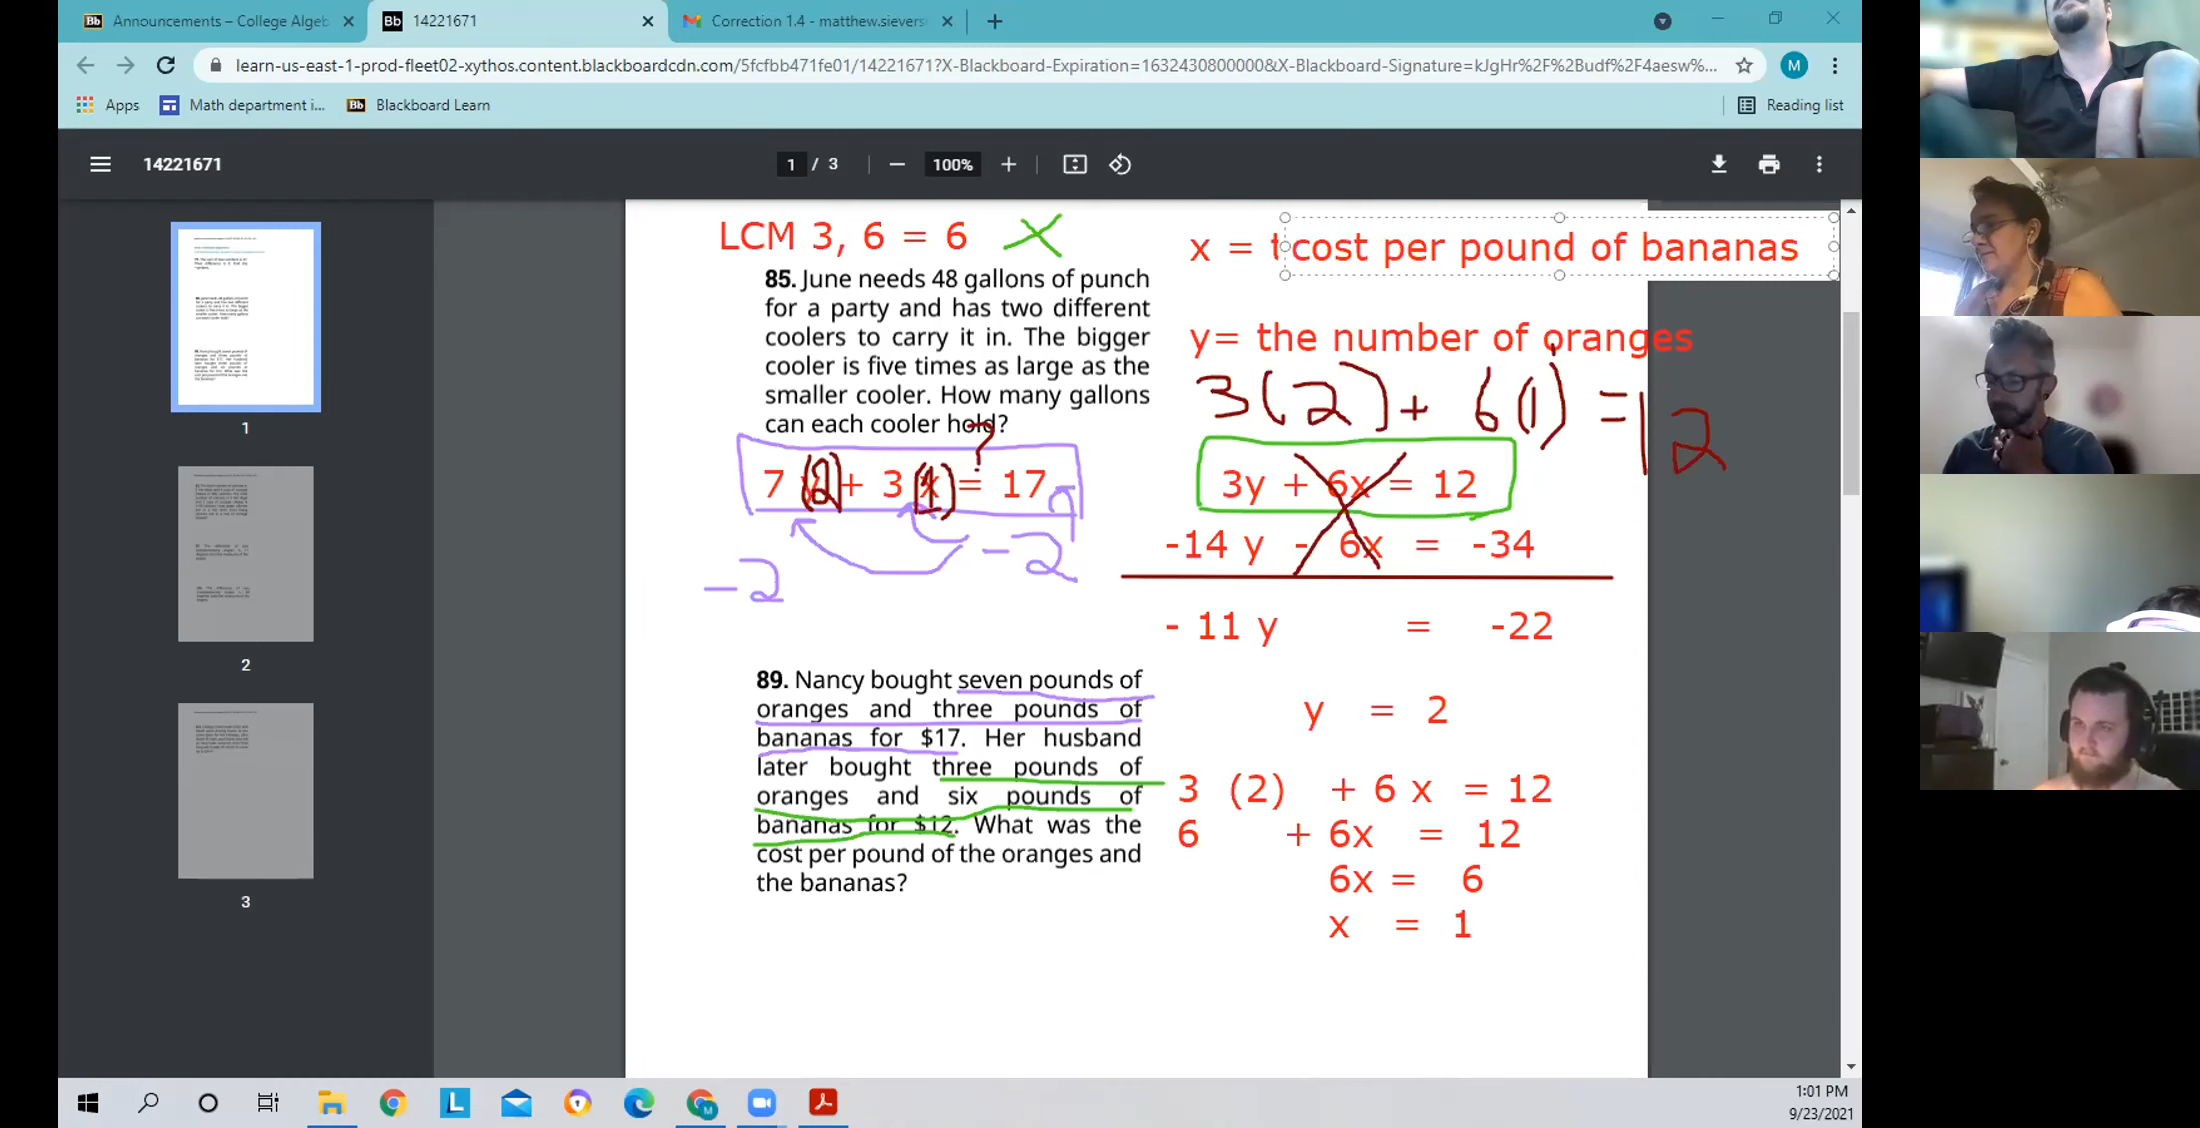 Announcements – College Algeb
14221671
Correction 1.4 - matthew.sievers
learn-us-east-1-prod-fleet02-xythos.content.blackboardcdn.com/5fcfbb471fe01/14221671?X-Blackboard-Expiration=1632430800000&X-Blackboard-Signature=kJgHr%2F%2Budf%2F4aesw%...
M
Apps
Math department i...
Blackboard Learn
Reading list
14221671
1 / 3
100%
1
2
3
LCM 3, 6 = 6 X
x = t cost per pound of bananas
85. June needs 48 gallons of punch
for a party and has two different
coolers to carry it in. The bigger
cooler is five times as large as the
smaller cooler. How many gallons
can each cooler hold?
y= the number of oranges
3(2) + 6(1) = 12
?
7 (2) + 3 (1) = 17
-2
-2
3y + 6x = 12
-14 y - 6x = -34
- 11 y = -22
y = 2
3 (2) + 6 x = 12
6 + 6x = 12
6x = 6
x = 1
89. Nancy bought seven pounds of
oranges and three pounds of
bananas for $17. Her husband
later bought three pounds of
oranges and six pounds of
bananas for $12. What was the
cost per pound of the oranges and
the bananas?
1:01 PM
9/23/2021